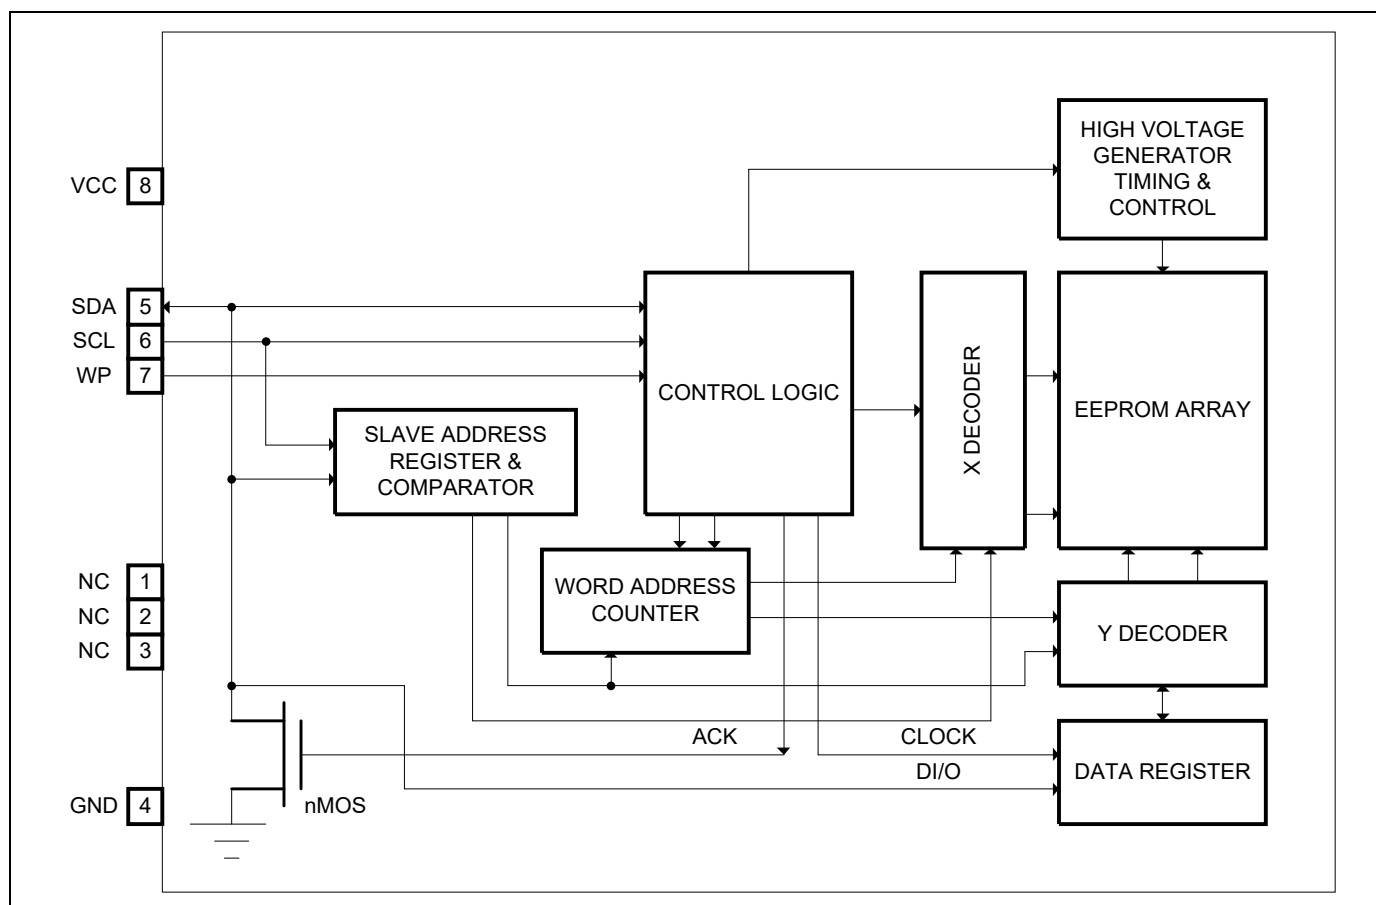 HIGH VOLTAGE
GENERATOR
TIMING &
CONTROL
VCC 8
SDA 5
SCL 6
WP 7
CONTROL LOGIC
X DECODER
EEPROM ARRAY
SLAVE ADDRESS
REGISTER &
COMPARATOR
NC 1
NC 2
NC 3
WORD ADDRESS
COUNTER
Y DECODER
ACK
CLOCK
DI/O
DATA REGISTER
GND 4
nMOS